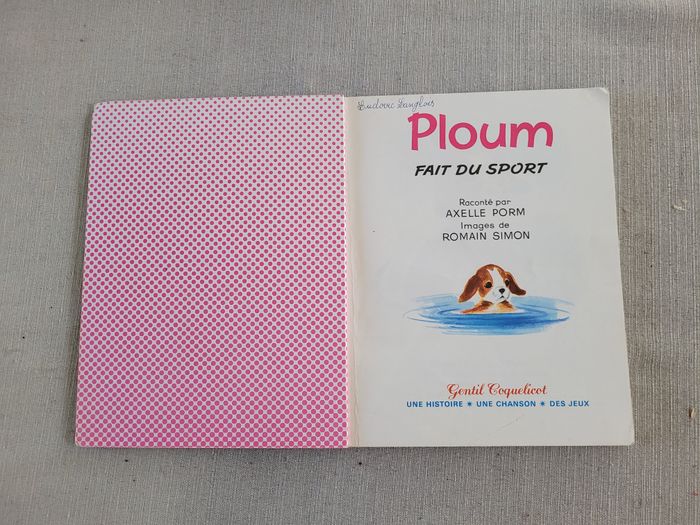 Ludovic Langlois
Ploum
FAIT DU SPORT
Raconté par
AXELLE PORM
Images de
ROMAIN SIMON
Gentil Coquelicot
UNE HISTOIRE * UNE CHANSON * DES JEUX